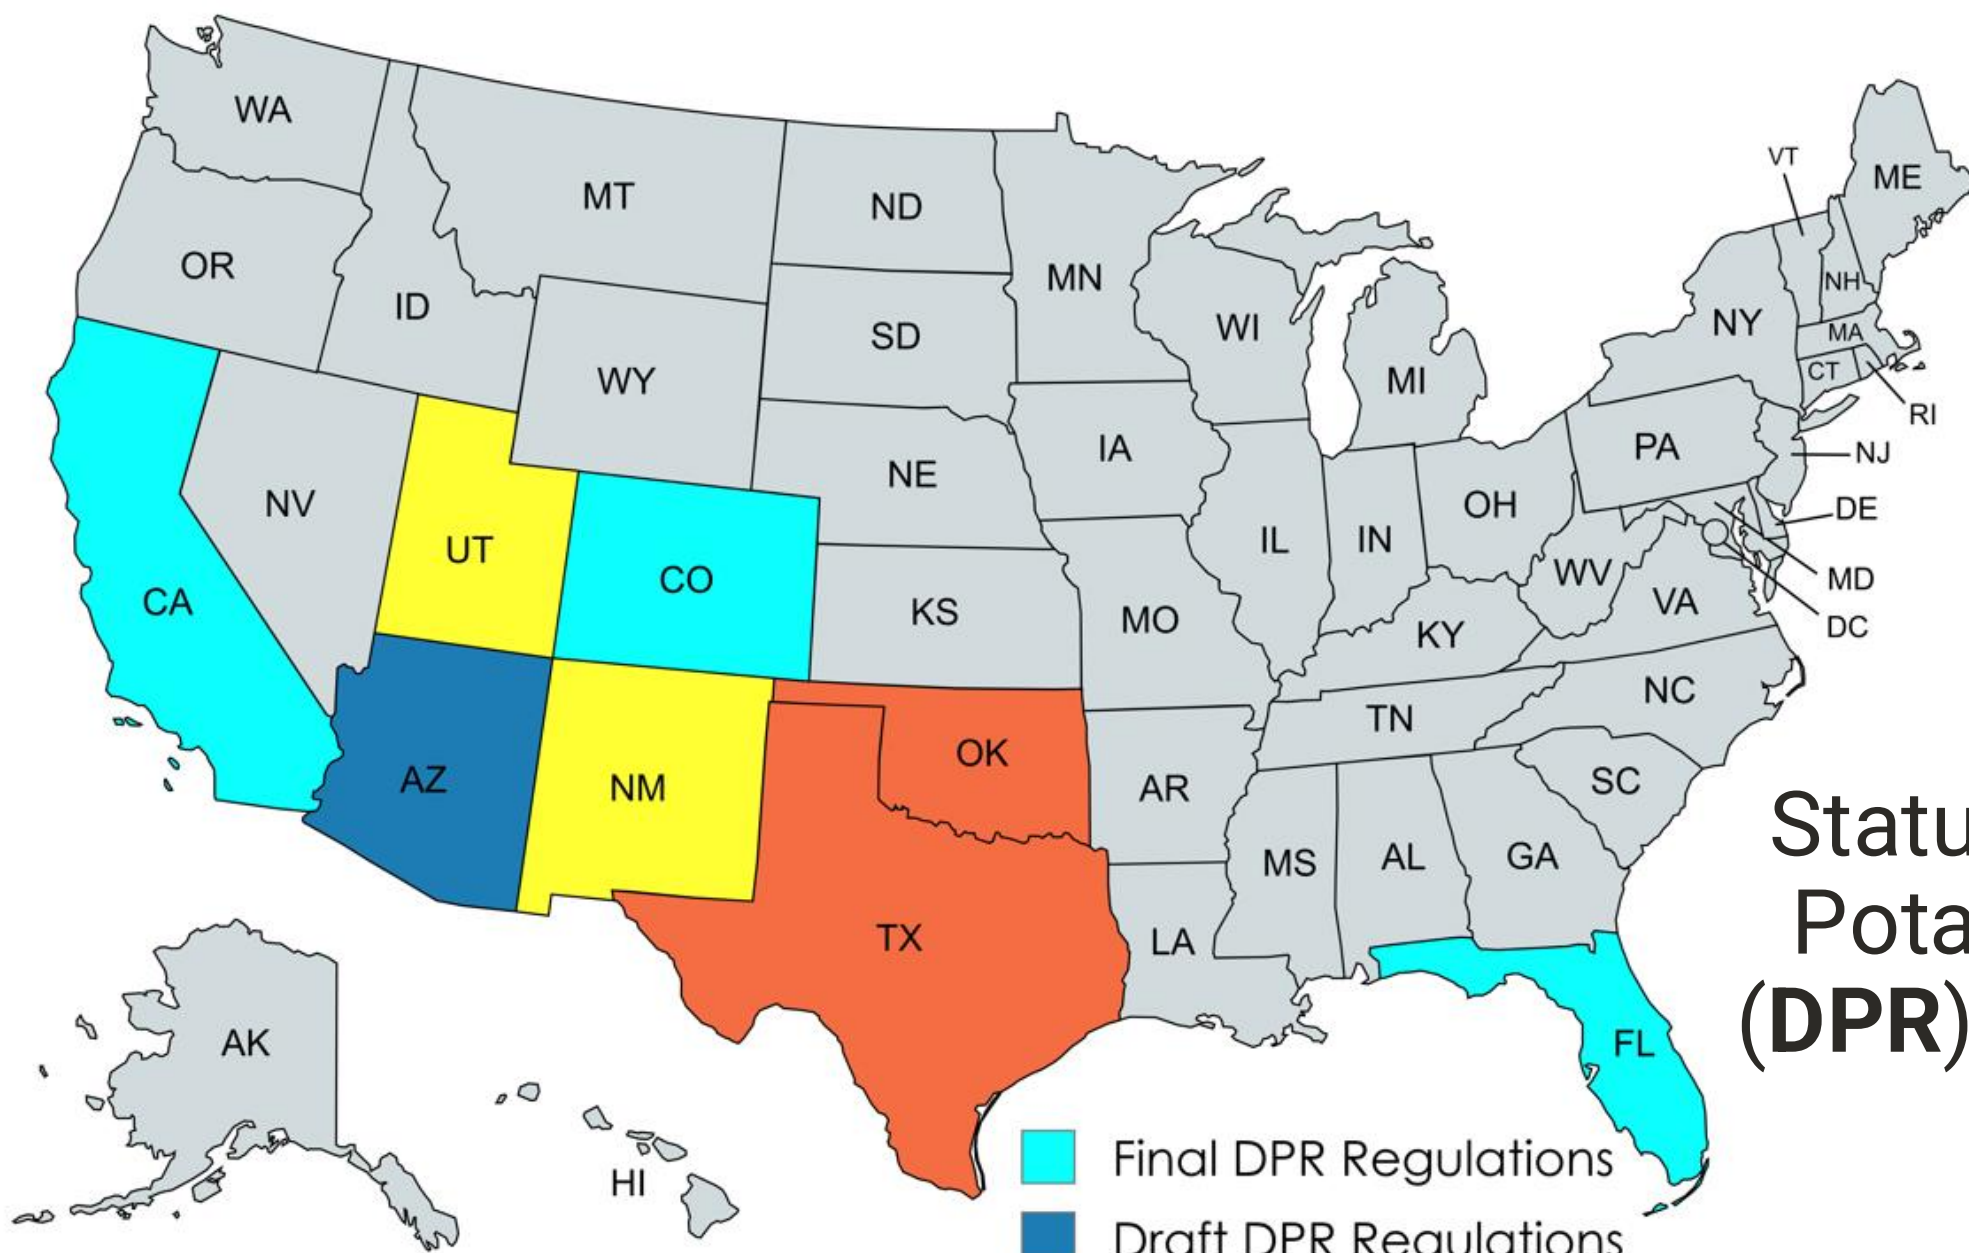 WA
MT
ND
MN
VT
ME
OR
ID
SD
WI
NY
NH
MA
CT
RI
WY
MI
IA
NE
PA
NJ
NV
UT
CO
IL
IN
OH
DE
CA
KS
MO
WV
VA
MD
DC
KY
NC
TN
AZ
NM
OK
AR
SC
MS
AL
GA
TX
LA
FL
AK
HI
Statu
Pota
(DPR)
Final DPR Regulations
Draft DPR Regulations